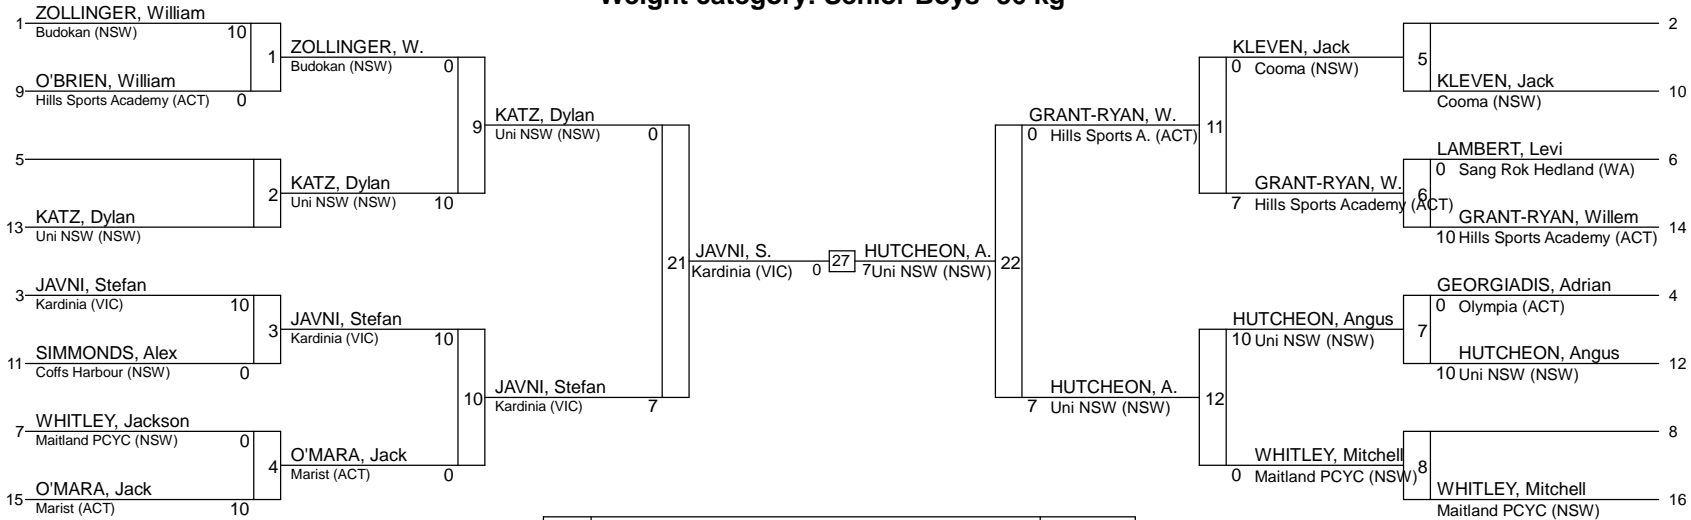 ZOLLINGER, William
1 Budokan (NSW) 10
1
O'BRIEN, William
9 Hills Sports Academy (ACT) 0
ZOLLINGER, W.
Budokan (NSW) 0
5
2
KATZ, Dylan
13 Uni NSW (NSW)
KATZ, Dylan
Uni NSW (NSW) 10
9
KATZ, Dylan
Uni NSW (NSW) 0
JAVNI, Stefan
3 Kardinia (VIC) 10
3
SIMMONDS, Alex
11 Coffs Harbour (NSW) 0
JAVNI, Stefan
Kardinia (VIC) 10
WHITLEY, Jackson
7 Maitland PCYC (NSW) 0
4
O'MARA, Jack
15 Marist (ACT) 10
O'MARA, Jack
Marist (ACT) 0
10
JAVNI, Stefan
Kardinia (VIC) 7
21
JAVNI, S.
Kardinia (VIC) 0
27
HUTCHEON, A.
7 Uni NSW (NSW)
22
GRANT-RYAN, W.
0 Hills Sports A. (ACT)
11
KLEVEN, Jack
0 Cooma (NSW)
5
2
KLEVEN, Jack
Cooma (NSW) 10
GRANT-RYAN, W.
7 Hills Sports Academy (ACT)
6
LAMBERT, Levi
0 Sang Rok Hedland (WA) 6
GRANT-RYAN, Willem
10 Hills Sports Academy (ACT) 14
HUTCHEON, A.
7 Uni NSW (NSW)
12
HUTCHEON, Angus
10 Uni NSW (NSW)
7
GEORGIADIS, Adrian
0 Olympia (ACT) 4
HUTCHEON, Angus
10 Uni NSW (NSW) 12
WHITLEY, Mitchell
0 Maitland PCYC (NSW)
8
8
WHITLEY, Mitchell
Maitland PCYC (NSW) 16